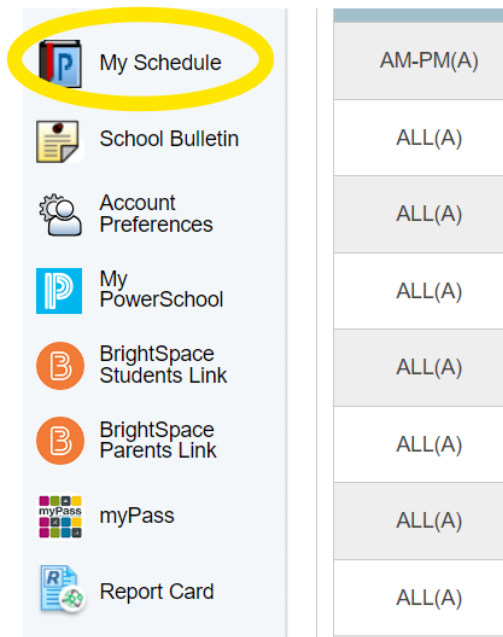 My Schedule
School Bulletin
Account
Preferences
My
PowerSchool
BrightSpace
Students Link
BrightSpace
Parents Link
myPass
myPass
Report Card
AM-PM(A)
ALL(A)
ALL(A)
ALL(A)
ALL(A)
ALL(A)
ALL(A)
ALL(A)